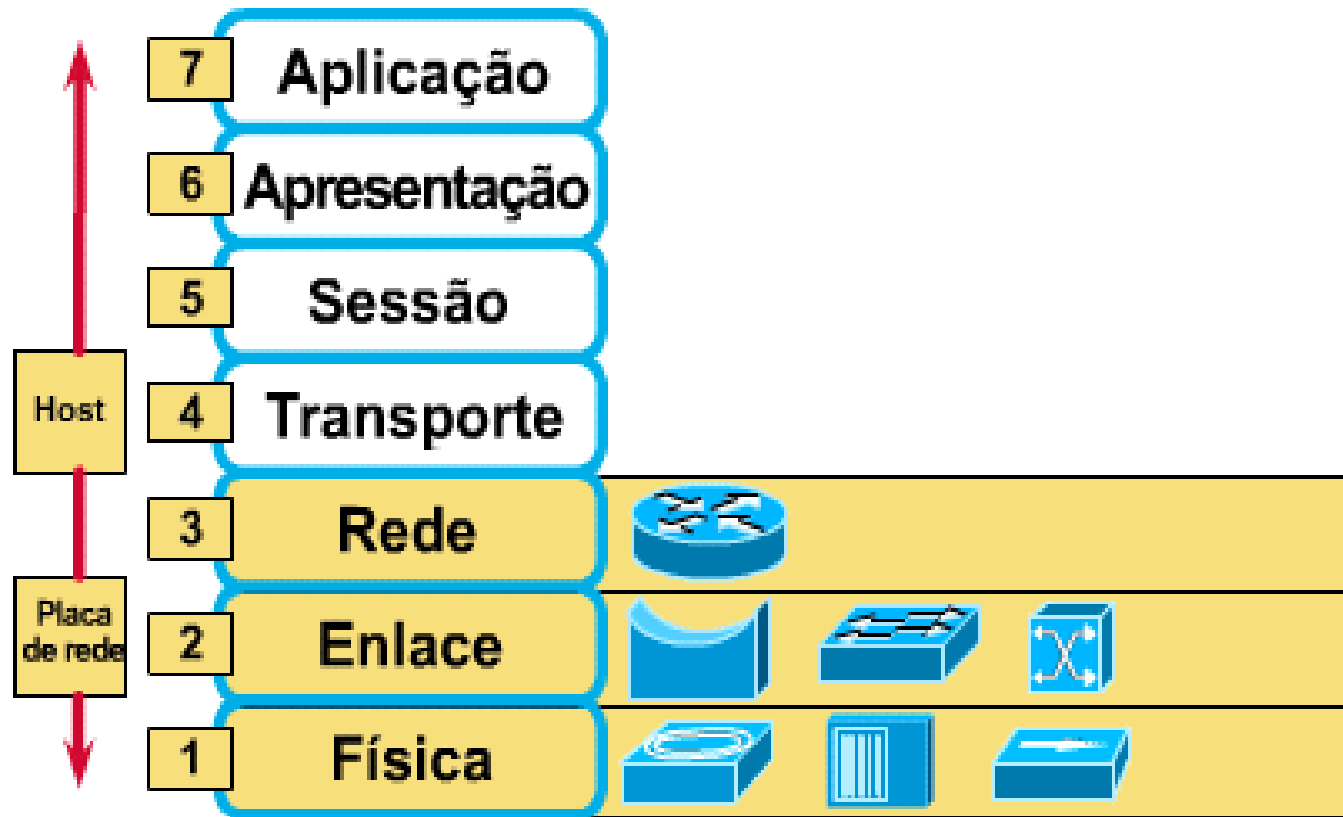 7 Aplicação
6 Apresentação
5 Sessão
Host
4 Transporte
3 Rede
Placa
de rede
2 Enlace
1 Física